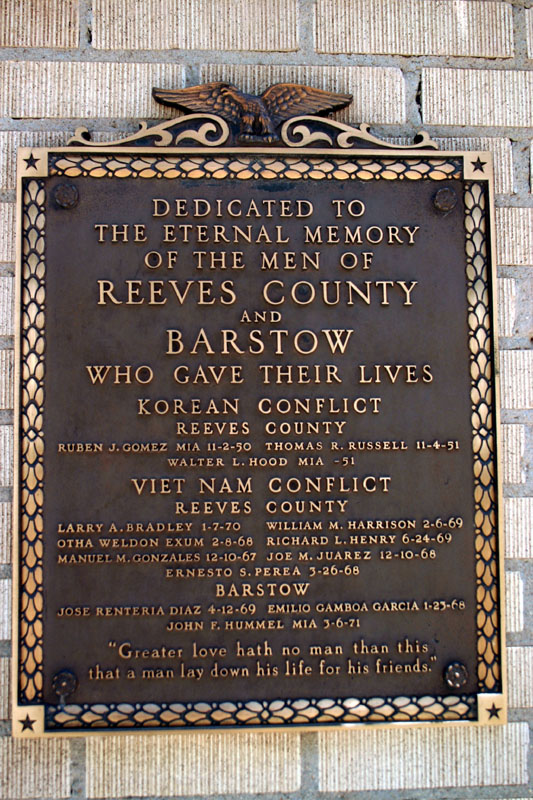 DEDICATED TO
THE ETERNAL MEMORY
OF THE MEN OF
REEVES COUNTY
AND
BARSTOW
WHO GAVE THEIR LIVES
KOREAN CONFLICT
REEVES COUNTY
RUBEN J. GOMEZ MIA 11-2-50 THOMAS R. RUSSELL 11-4-51
WALTER L. HOOD MIA -51
VIET NAM CONFLICT
REEVES COUNTY
LARRY A. BRADLEY 1-7-70 WILLIAM M. HARRISON 2-6-69
OTHA WELDON EXUM 2-8-68 RICHARD L. HENRY 6-24-69
MANUEL M. GONZALES 12-10-67 JOE M. JUAREZ 12-10-68
ERNESTO S. PEREA 3-26-68
BARSTOW
JOSE RENTERIA DIAZ 4-12-69 EMILIO GAMBOA GARCIA 1-23-68
JOHN F. HUMMEL MIA 3-6-71
"Greater love hath no man than this
that a man lay down his life for his friends."